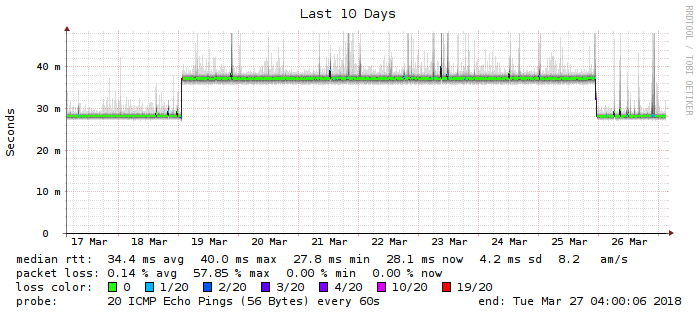 Last 10 Days
RRDTOOL / TOBI OETIKER
Seconds
40 m
30 m
20 m
10 m
0
17 Mar 18 Mar 19 Mar 20 Mar 21 Mar 22 Mar 23 Mar 24 Mar 25 Mar 26 Mar
median rtt: 34.4 ms avg 40.0 ms max 27.8 ms min 28.1 ms now 4.2 ms sd 8.2 am/s
packet loss: 0.14 % avg 57.85 % max 0.00 % min 0.00 % now
loss color: 0 1/20 2/20 3/20 4/20 10/20 19/20
probe: 20 ICMP Echo Pings (56 Bytes) every 60s end: Tue Mar 27 04:00:06 2018